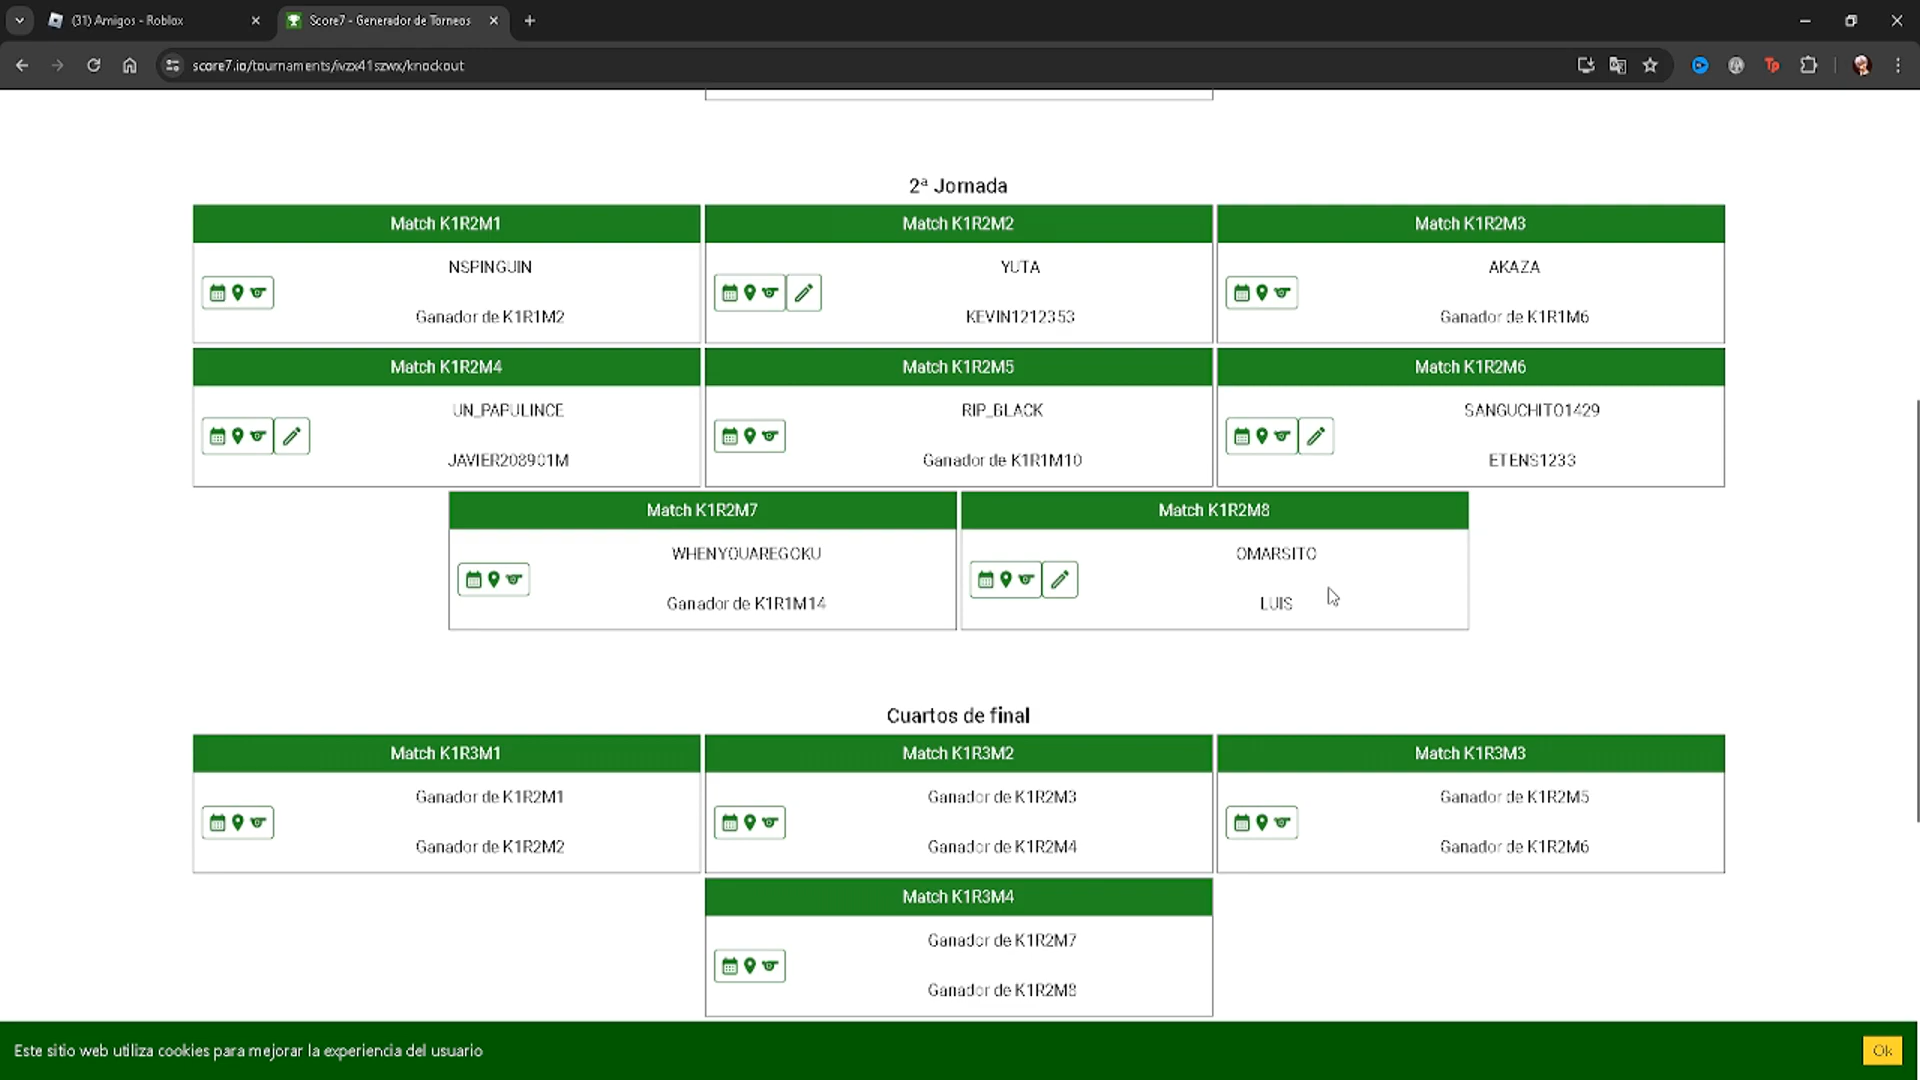 (31) Amigos - Roblox
Score7 - Generador de Torneos
score7.io/tournaments/ivzx41szwx/knockout
Tp
2ª Jornada
Match K1R2M1
Match K1R2M2
Match K1R2M3
NSPINGUIN
YUTA
AKAZA
Ganador de K1R1M2
KEVIN1212353
Ganador de K1R1M6
Match K1R2M4
Match K1R2M5
Match K1R2M6
UN_PAPULINCE
RIP_BLACK
SANGUCHITO1429
JAVIER208901M
Ganador de K1R1M10
ETENS1233
Match K1R2M7
Match K1R2M8
WHENYOUAREGOKU
OMARSITO
Ganador de K1R1M14
LUIS
Cuartos de final
Match K1R3M1
Match K1R3M2
Match K1R3M3
Ganador de K1R2M1
Ganador de K1R2M3
Ganador de K1R2M5
Ganador de K1R2M2
Ganador de K1R2M4
Ganador de K1R2M6
Match K1R3M4
Ganador de K1R2M7
Ganador de K1R2M8
Este sitio web utiliza cookies para mejorar la experiencia del usuario
Ok